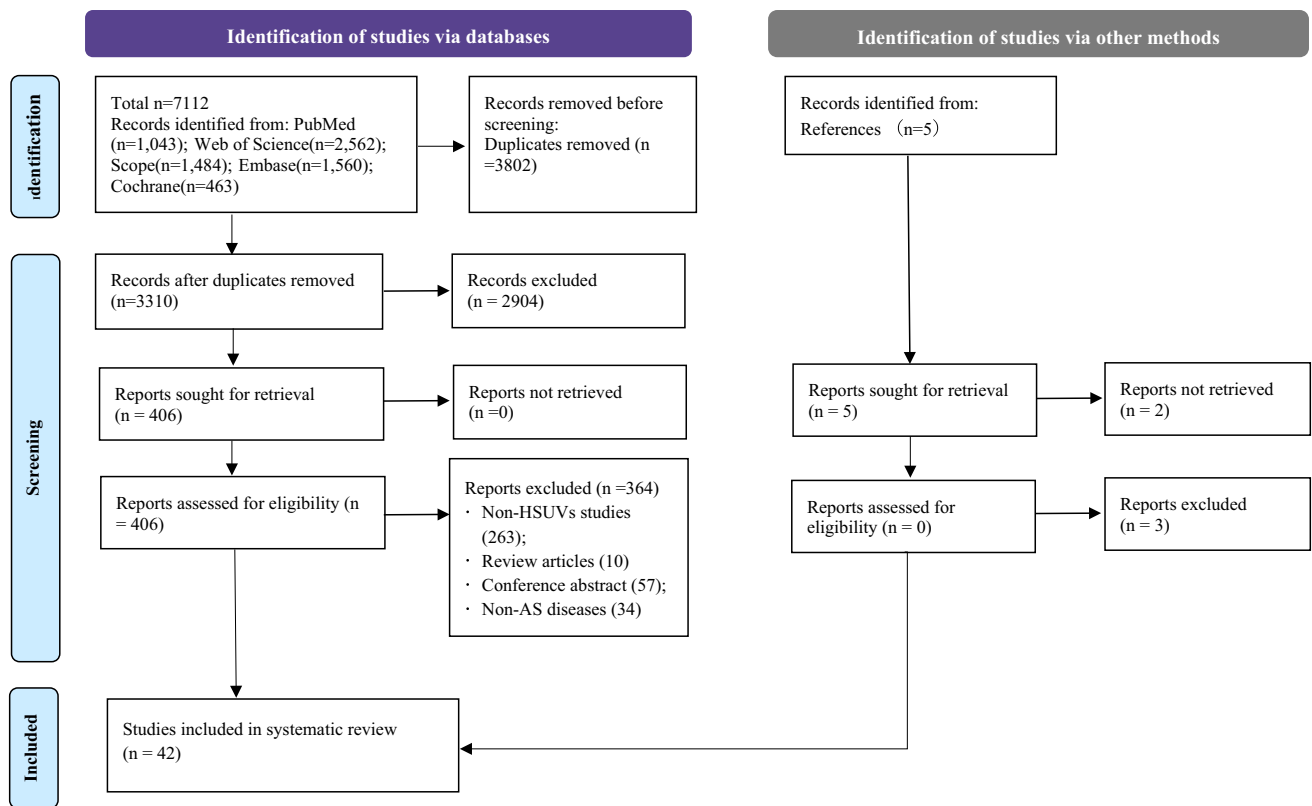 Identification of studies via databases
Identification of studies via other methods
Identification
Total n=7112
Records identified from: PubMed
(n=1,043); Web of Science(n=2,562);
Scope(n=1,484); Embase(n=1,560);
Cochrane(n=463)
Records removed before
screening:
Duplicates removed (n
=3802)
Records identified from:
References （n=5）
Screening
Records after duplicates removed
(n=3310)
Records excluded
(n = 2904)
Reports sought for retrieval
(n = 406)
Reports not retrieved
(n =0)
Reports sought for retrieval
(n = 5)
Reports not retrieved
(n = 2)
Reports assessed for eligibility (n
= 406)
Reports excluded (n =364)
· Non-HSUVs studies
(263);
· Review articles (10)
· Conference abstract (57);
· Non-AS diseases (34)
Reports assessed for
eligibility (n = 0)
Reports excluded
(n = 3)
Included
Studies included in systematic review
(n = 42)